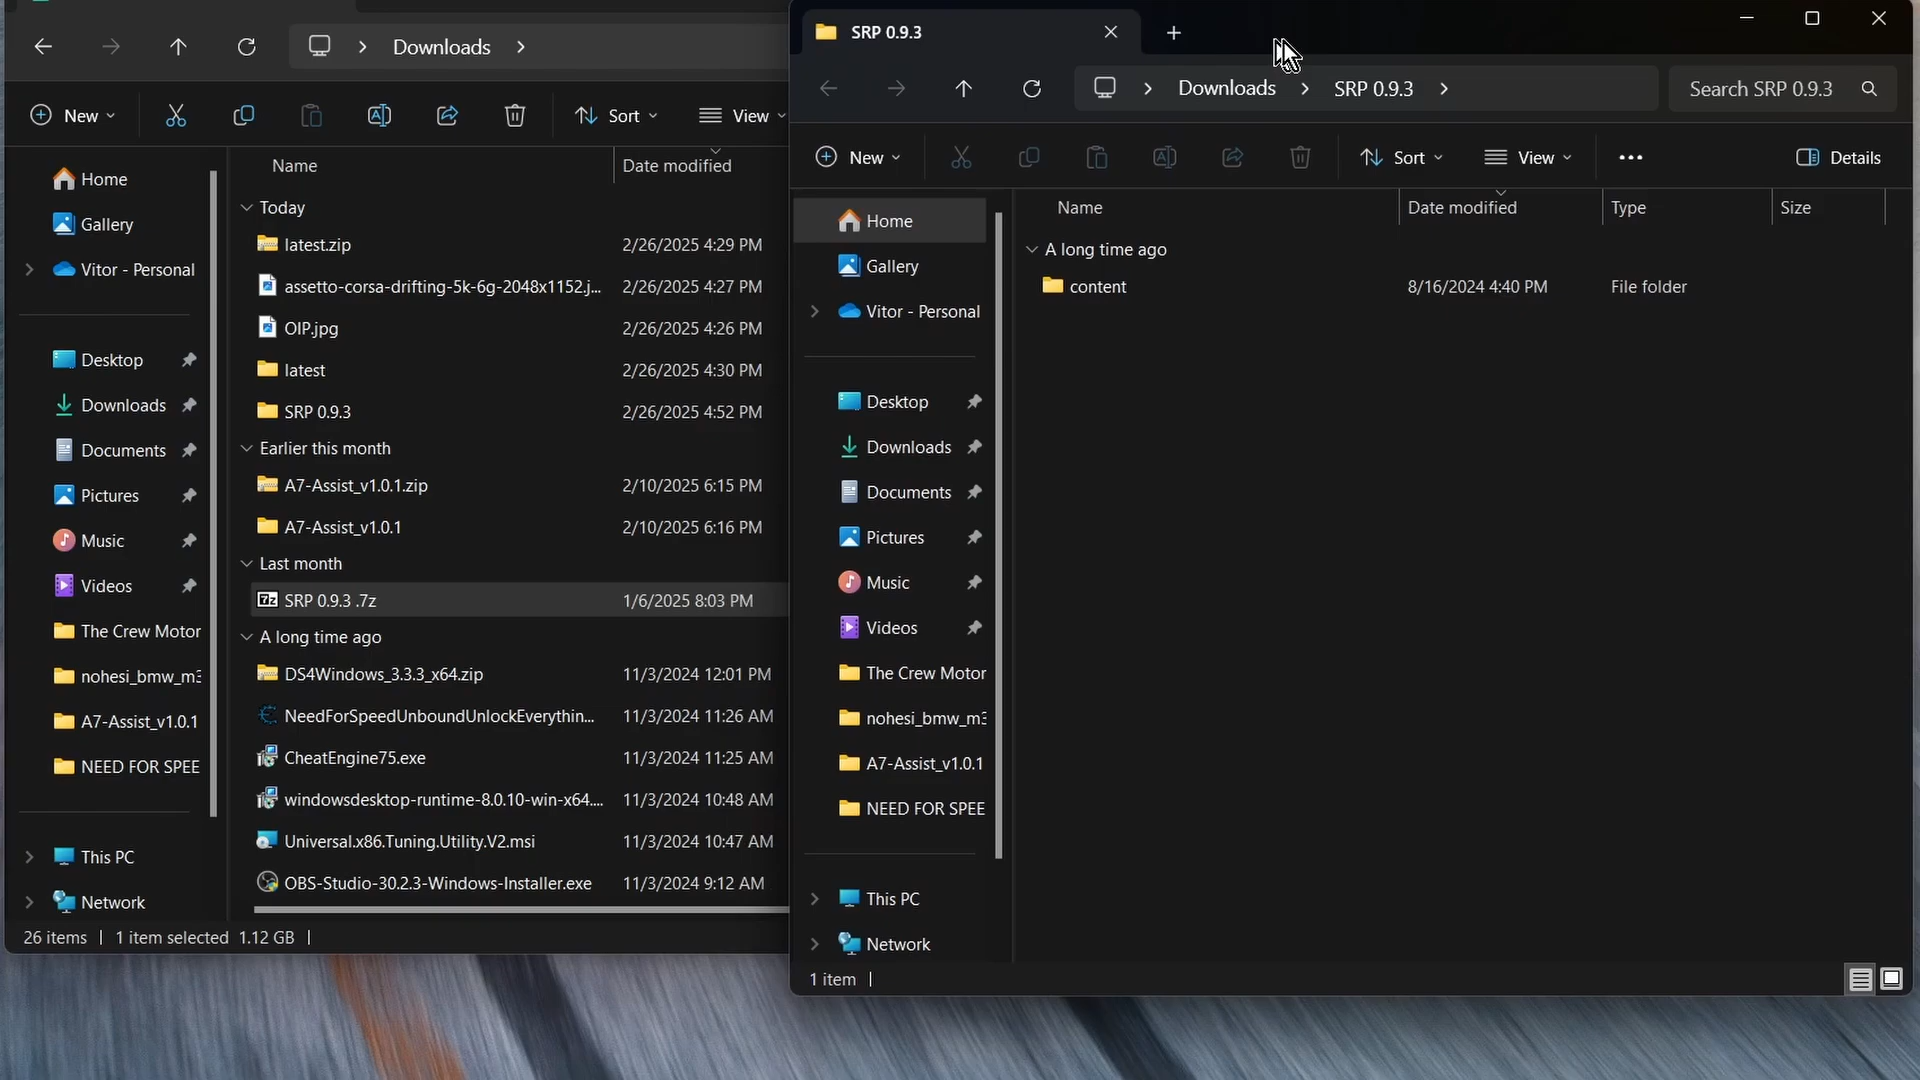 Downloads
New
Sort
View
Home
Gallery
Vitor - Personal
Desktop
Downloads
Documents
Pictures
Music
Videos
The Crew Motor
nohesi_bmw_m3
A7-Assist_v1.0.1
NEED FOR SPEE
This PC
Network
Name Date modified
Today
latest.zip 2/26/2025 4:29 PM
assetto-corsa-drifting-5k-6g-2048x1152.j... 2/26/2025 4:27 PM
OIP.jpg 2/26/2025 4:26 PM
latest 2/26/2025 4:30 PM
SRP 0.9.3 2/26/2025 4:52 PM
Earlier this month
A7-Assist_v1.0.1.zip 2/10/2025 6:15 PM
A7-Assist_v1.0.1 2/10/2025 6:16 PM
Last month
SRP 0.9.3 .7z 1/6/2025 8:03 PM
A long time ago
DS4Windows_3.3.3_x64.zip 11/3/2024 12:01 PM
NeedForSpeedUnboundUnlockEverythin... 11/3/2024 11:26 AM
CheatEngine75.exe 11/3/2024 11:25 AM
windowsdesktop-runtime-8.0.10-win-x64.... 11/3/2024 10:48 AM
Universal.x86.Tuning.Utility.V2.msi 11/3/2024 10:47 AM
OBS-Studio-30.2.3-Windows-Installer.exe 11/3/2024 9:12 AM
26 items 1 item selected 1.12 GB
SRP 0.9.3
Downloads SRP 0.9.3
Search SRP 0.9.3
New
Sort
View
Details
Home
Gallery
Vitor - Personal
Desktop
Downloads
Documents
Pictures
Music
Videos
The Crew Motor
nohesi_bmw_m3
A7-Assist_v1.0.1
NEED FOR SPEE
This PC
Network
Name Date modified Type Size
A long time ago
content 8/16/2024 4:40 PM File folder
1 item